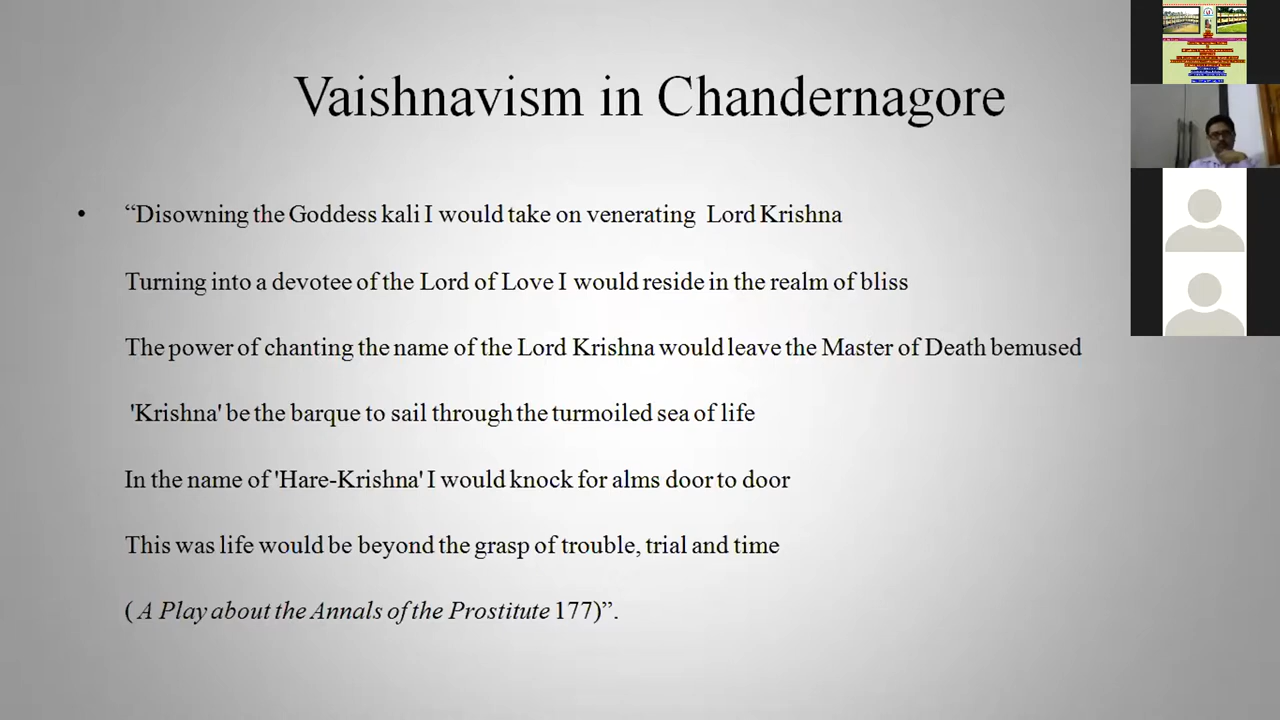 Vaishnavism in Chandernagore
• “Disowning the Goddess kali I would take on venerating Lord Krishna
Turning into a devotee of the Lord of Love I would reside in the realm of bliss
The power of chanting the name of the Lord Krishna would leave the Master of Death bemused
'Krishna' be the barque to sail through the turmoiled sea of life
In the name of 'Hare-Krishna' I would knock for alms door to door
This was life would be beyond the grasp of trouble, trial and time
( A Play about the Annals of the Prostitute 177)”.